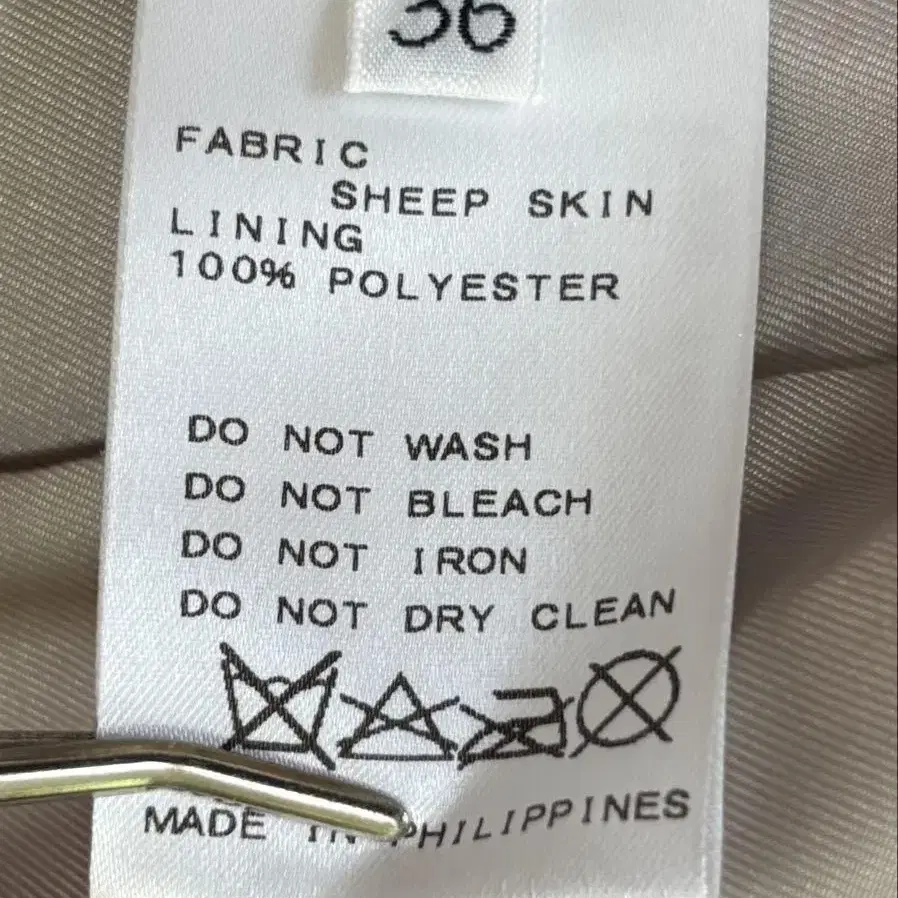 36
FABRIC
SHEEP SKIN
LINING
100% POLYESTER
DO NOT WASH
DO NOT BLEACH
DO NOT IRON
DO NOT DRY CLEAN
MADE IN PHILIPPINES